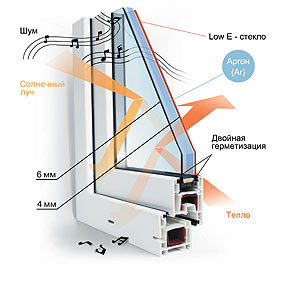 Шум
Low E - стекло
Аргон
(Ar)
Солнечный
луч
Двойная
герметизация
6 мм
4 мм
Тепло